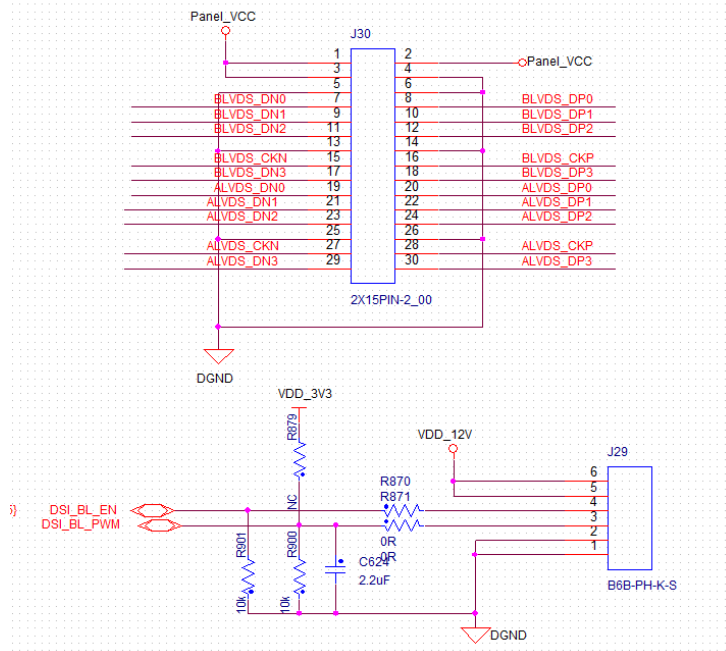 Panel_VCC
J30
1 2 Panel_VCC
3 4
5 6
BLVDS_DN0 7 8 BLVDS_DP0
BLVDS_DN1 9 10 BLVDS_DP1
BLVDS_DN2 11 12 BLVDS_DP2
13 14
BLVDS_CKN 15 16 BLVDS_CKP
BLVDS_DN3 17 18 BLVDS_DP3
ALVDS_DN0 19 20 ALVDS_DP0
ALVDS_DN1 21 22 ALVDS_DP1
ALVDS_DN2 23 24 ALVDS_DP2
25 26
ALVDS_CKN 27 28 ALVDS_CKP
ALVDS_DN3 29 30 ALVDS_DP3
2X15PIN-2_00
DGND
VDD_3V3
R879
NC
VDD_12V
J29
R870
R871
6
5
4
3
2
1
DSI_BL_EN
DSI_BL_PWM
0R
0R
R901
10k
R900
10k
C624
2.2uF
B6B-PH-K-S
DGND